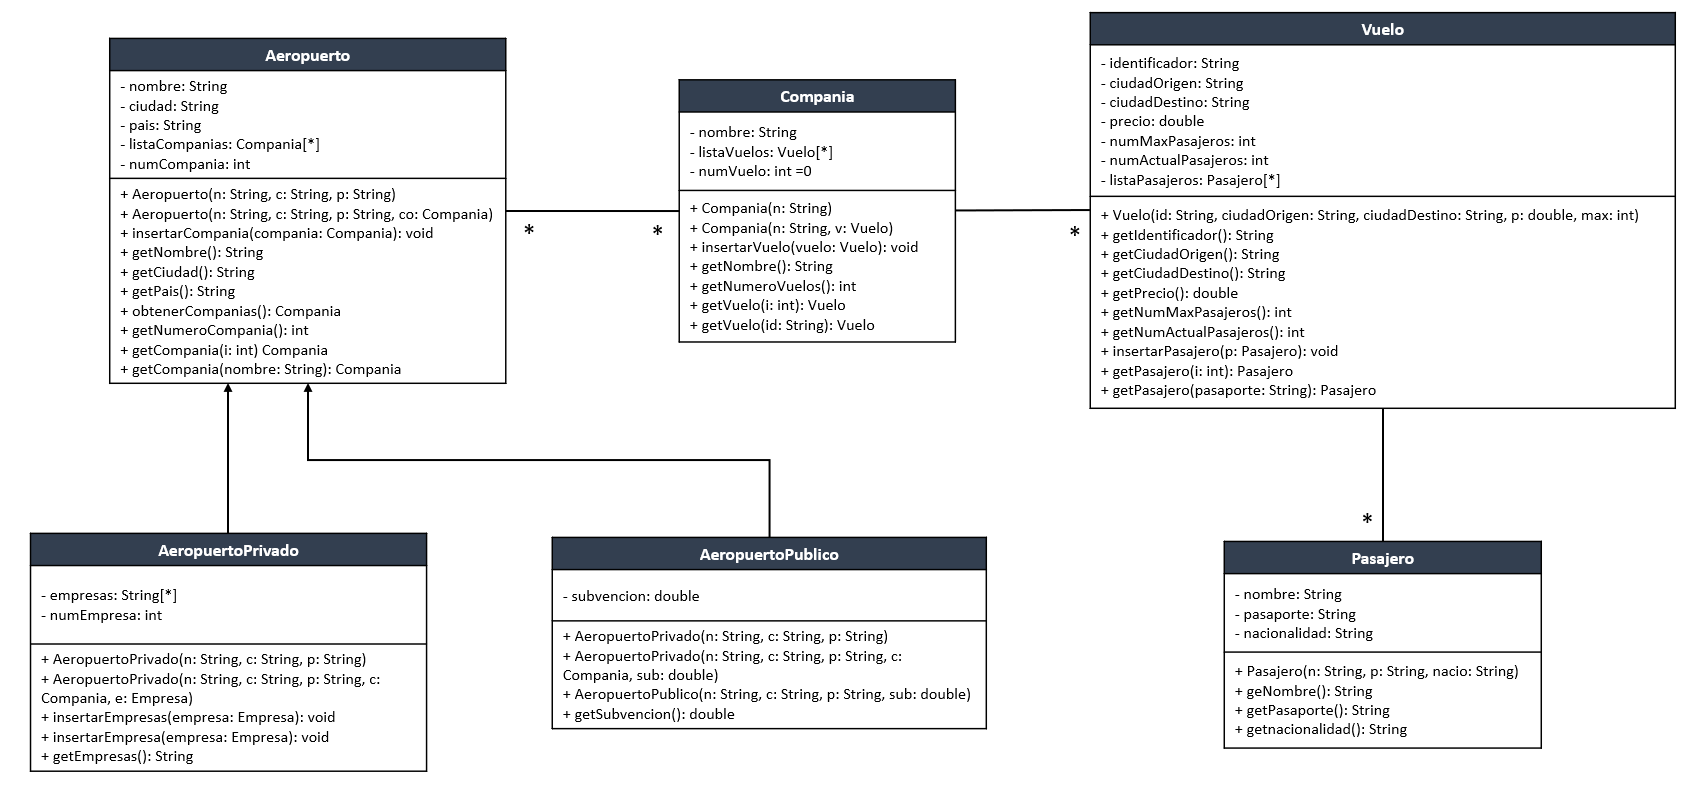 Aeropuerto
- nombre: String
- ciudad: String
- pais: String
- listaCompanias: Compania[*]
- numCompania: int
+ Aeropuerto(n: String, c: String, p: String)
+ Aeropuerto(n: String, c: String, p: String, co: Compania)
+ insertarCompania(compania: Compania): void
+ getNombre(): String
+ getCiudad(): String
+ getPais(): String
+ obtenerCompanias(): Compania
+ getNumeroCompania(): int
+ getCompania(i: int) Compania
+ getCompania(nombre: String): Compania
*
*
Compania
- nombre: String
- listaVuelos: Vuelo[*]
- numVuelo: int =0
+ Compania(n: String)
+ Compania(n: String, v: Vuelo)
+ insertarVuelo(vuelo: Vuelo): void
+ getNombre(): String
+ getNumeroVuelos(): int
+ getVuelo(i: int): Vuelo
+ getVuelo(id: String): Vuelo
*
Vuelo
- identificador: String
- ciudadOrigen: String
- ciudadDestino: String
- precio: double
- numMaxPasajeros: int
- numActualPasajeros: int
- listaPasajeros: Pasajero[*]
+ Vuelo(id: String, ciudadOrigen: String, ciudadDestino: String, p: double, max: int)
+ getIdentificador(): String
+ getCiudadOrigen(): String
+ getCiudadDestino(): String
+ getPrecio(): double
+ getNumMaxPasajeros(): int
+ getNumActualPasajeros(): int
+ insertarPasajero(p: Pasajero): void
+ getPasajero(i: int): Pasajero
+ getPasajero(pasaporte: String): Pasajero
*
AeropuertoPrivado
- empresas: String[*]
- numEmpresa: int
+ AeropuertoPrivado(n: String, c: String, p: String)
+ AeropuertoPrivado(n: String, c: String, p: String, c:
Compania, e: Empresa)
+ insertarEmpresas(empresa: Empresa): void
+ insertarEmpresa(empresa: Empresa): void
+ getEmpresas(): String
AeropuertoPublico
- subvencion: double
+ AeropuertoPrivado(n: String, c: String, p: String)
+ AeropuertoPrivado(n: String, c: String, p: String, c:
Compania, sub: double)
+ AeropuertoPublico(n: String, c: String, p: String, sub: double)
+ getSubvencion(): double
Pasajero
- nombre: String
- pasaporte: String
- nacionalidad: String
+ Pasajero(n: String, p: String, nacio: String)
+ geNombre(): String
+ getPasaporte(): String
+ getnacionalidad(): String